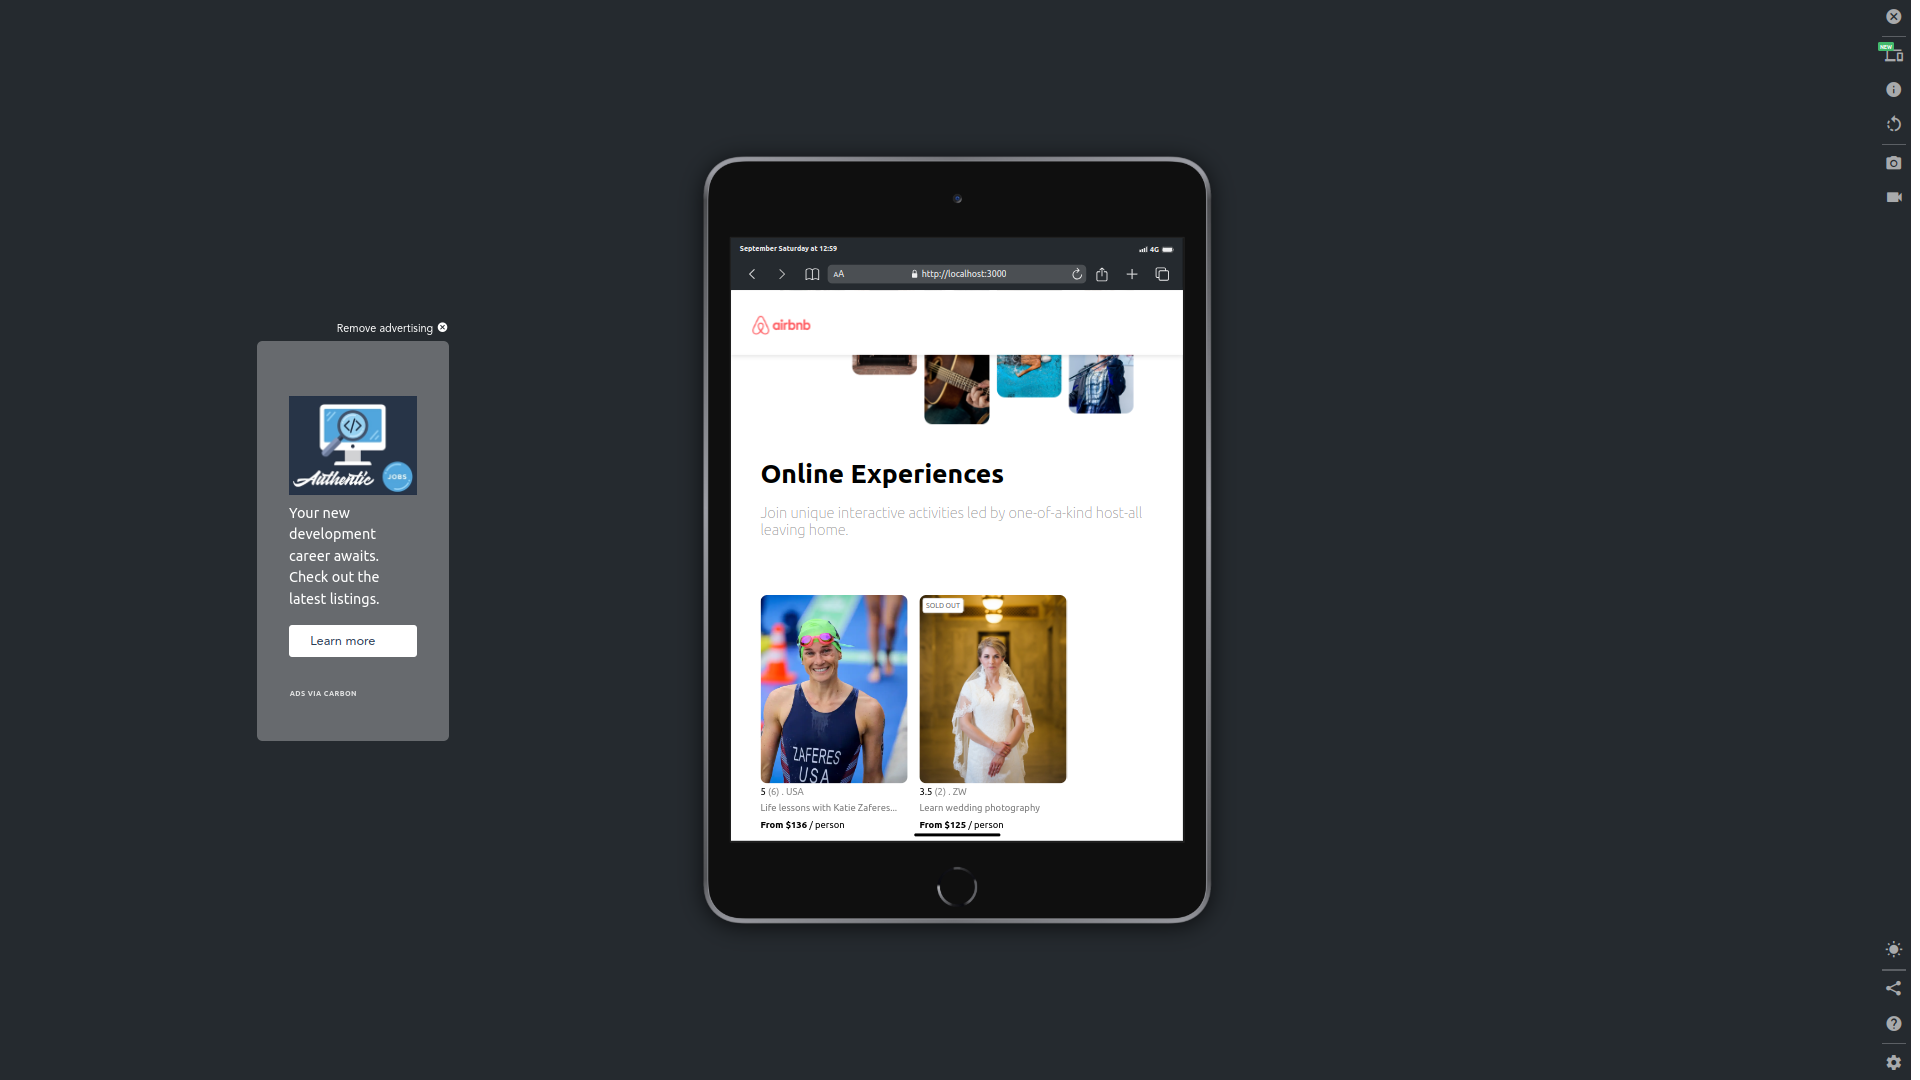 NEW
Remove advertising
</>
Authentic
JOBS
Your new
development
career awaits.
Check out the
latest listings.
Learn more
ADS VIA CARBON
September Saturday at 12:59
4G
AA
http://localhost:3000
airbnb
Online Experiences
Join unique interactive activities led by one-of-a-kind host-all
leaving home.
ZAFERES
USA
5 (6) . USA
Life lessons with Katie Zaferes...
From $136 / person
SOLD OUT
3.5 (2) . ZW
Learn wedding photography
From $125 / person